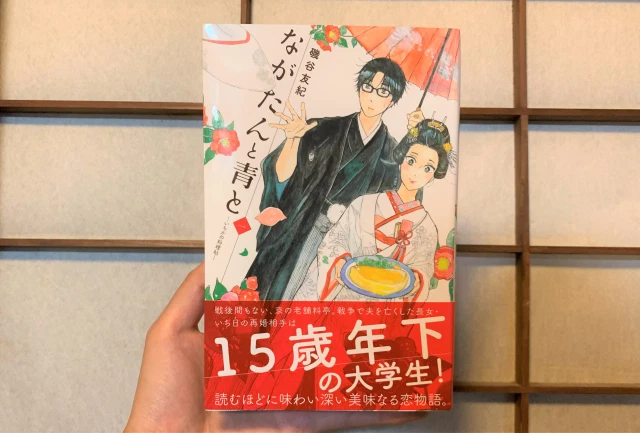 磯谷友紀
ながたんと青と
一
－いちかの料理帖－
戦後間もない、京の老舗料亭。戦争で夫を亡くした長女・
いち日の再婚相手は
15歳年下
の大学生！
読むほどに味わい深い美味なる恋物語。